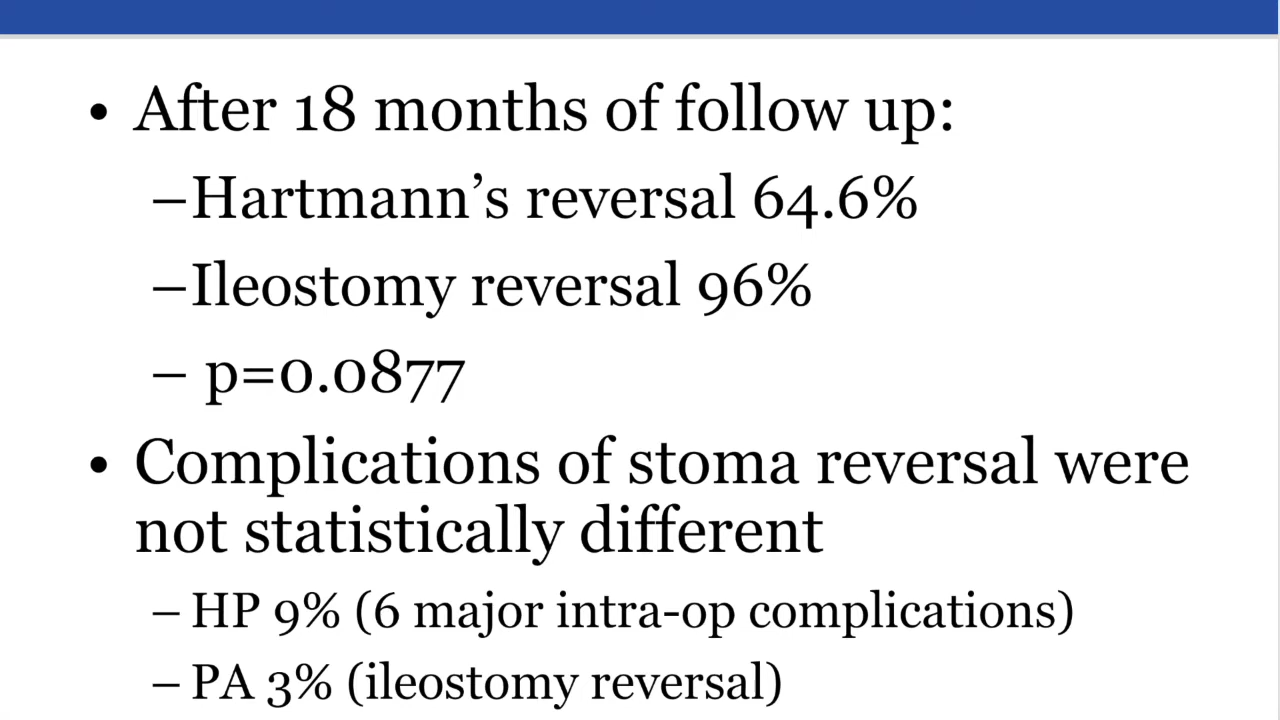 • After 18 months of follow up:
–Hartmann’s reversal 64.6%
–Ileostomy reversal 96%
– p=0.0877
• Complications of stoma reversal were
not statistically different
– HP 9% (6 major intra-op complications)
– PA 3% (ileostomy reversal)